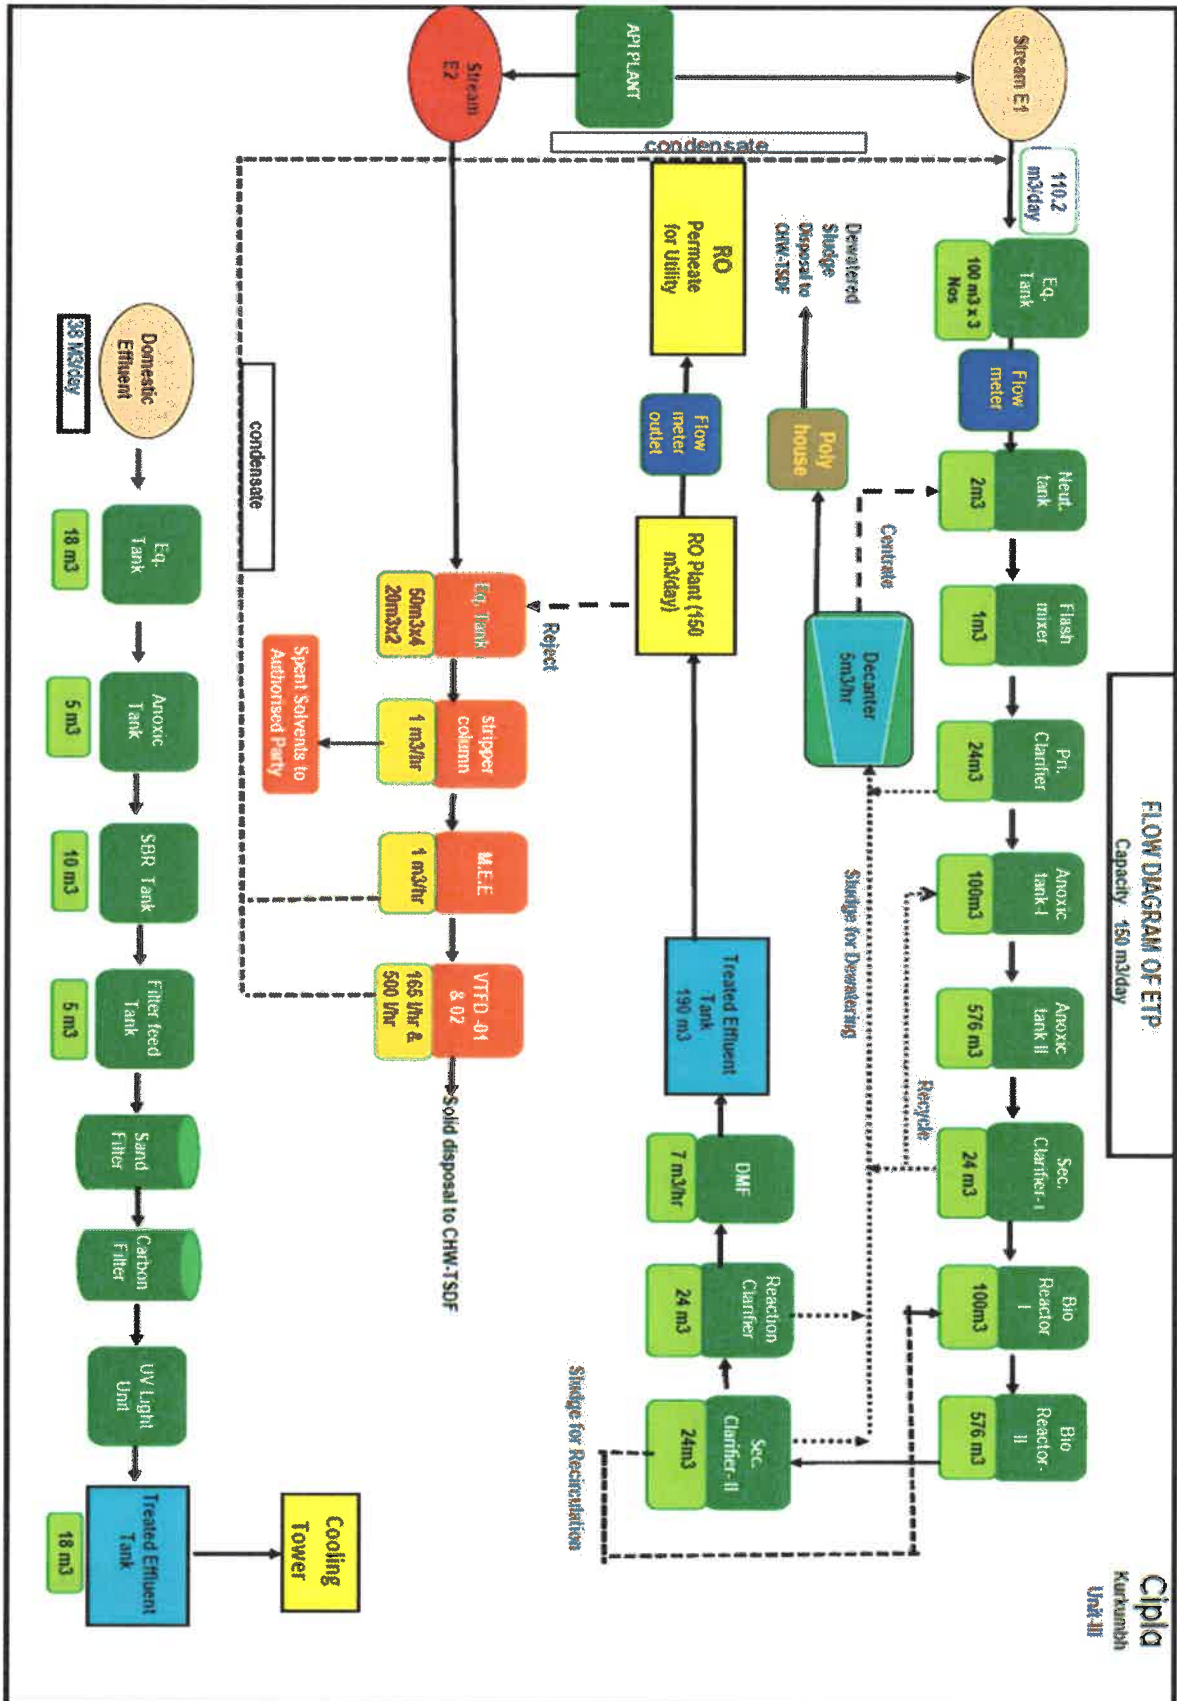 FLOW DIAGRAM OF ETP
Capacity 150 m3/day
Cipla
Kurkumbh
Unit-III
Stream E1
110.2
m3/day
Eq.
Tank
100 m3 x 3
Nos
Flow
meter
Neut.
tank
2m3
Flash
mixer
1m3
Pri.
Clarifier
24m3
Anoxic
tank-I
100m3
Anoxic
tank II
576 m3
Sec.
Clarifier-I
24 m3
Bio
Reactor
I
100m3
Bio
Reactor-
II
576 m3
Centrate
Recycle
Sludge for Dewatering
API PLANT
condensate
Dewatered
Sludge
Disposal to
CHW-TSDF
Poly
house
Decanter
5m3/hr
RO
Permeate
for Utility
Flow
meter
outlet
RO Plant (150
m3/day)
Treated Effluent
Tank
190 m3
DMF
7 m3/hr
Reaction
Clarifier
24 m3
Sec.
Clarifier-II
24m3
Reject
Sludge for Recirculation
Stream
E2
Eq. Tank
50m3x4
20m3x2
stripper
column
1 m3/hr
M.E.E
1 m3/hr
VTFD -01
& 02
165 l/hr &
500 l/hr
Solid disposal to CHW-TSDF
Spent Solvents to
Authorised Party
condensate
Domestic
Effluent
38 M3/day
Eq.
Tank
18 m3
Anoxic
Tank
5 m3
SBR Tank
10 m3
Filter feed
Tank
5 m3
Sand
Filter
Carbon
Filter
UV Light
Unit
Treated Effluent
Tank
18 m3
Cooling
Tower